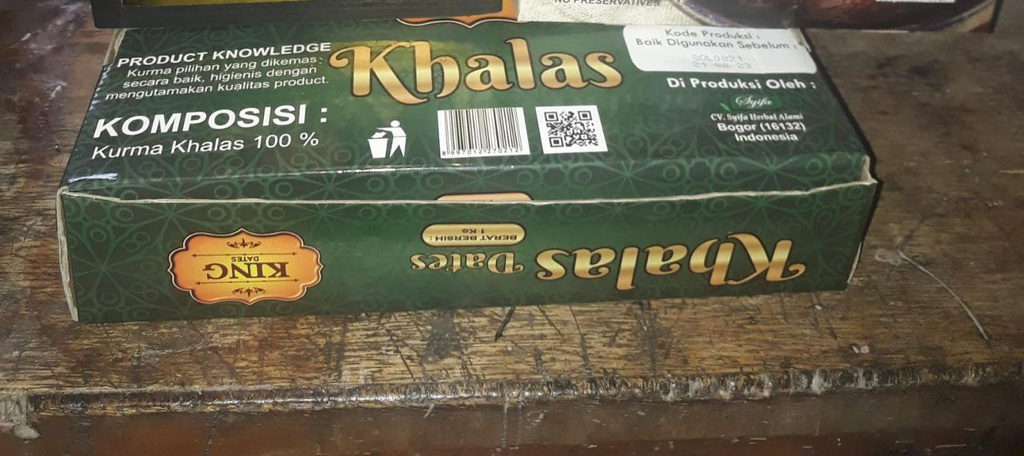 NO PRESERVATIVES
PRODUCT KNOWLEDGE
Kurma pilihan yang dikemas
secara baik, higienis dengan
mengutamakan kualitas product.
KOMPOSISI :
Kurma Khalas 100 %
Khalas
Kode Produksi :
Baik Digunakan Sebelum :
Di Produksi Oleh :
Syifa
CV. Syifa Herbal Alami
Bogor (16132)
Indonesia
Khalas Dates
BERAT BERSIH :
1 KG
KING
DATES